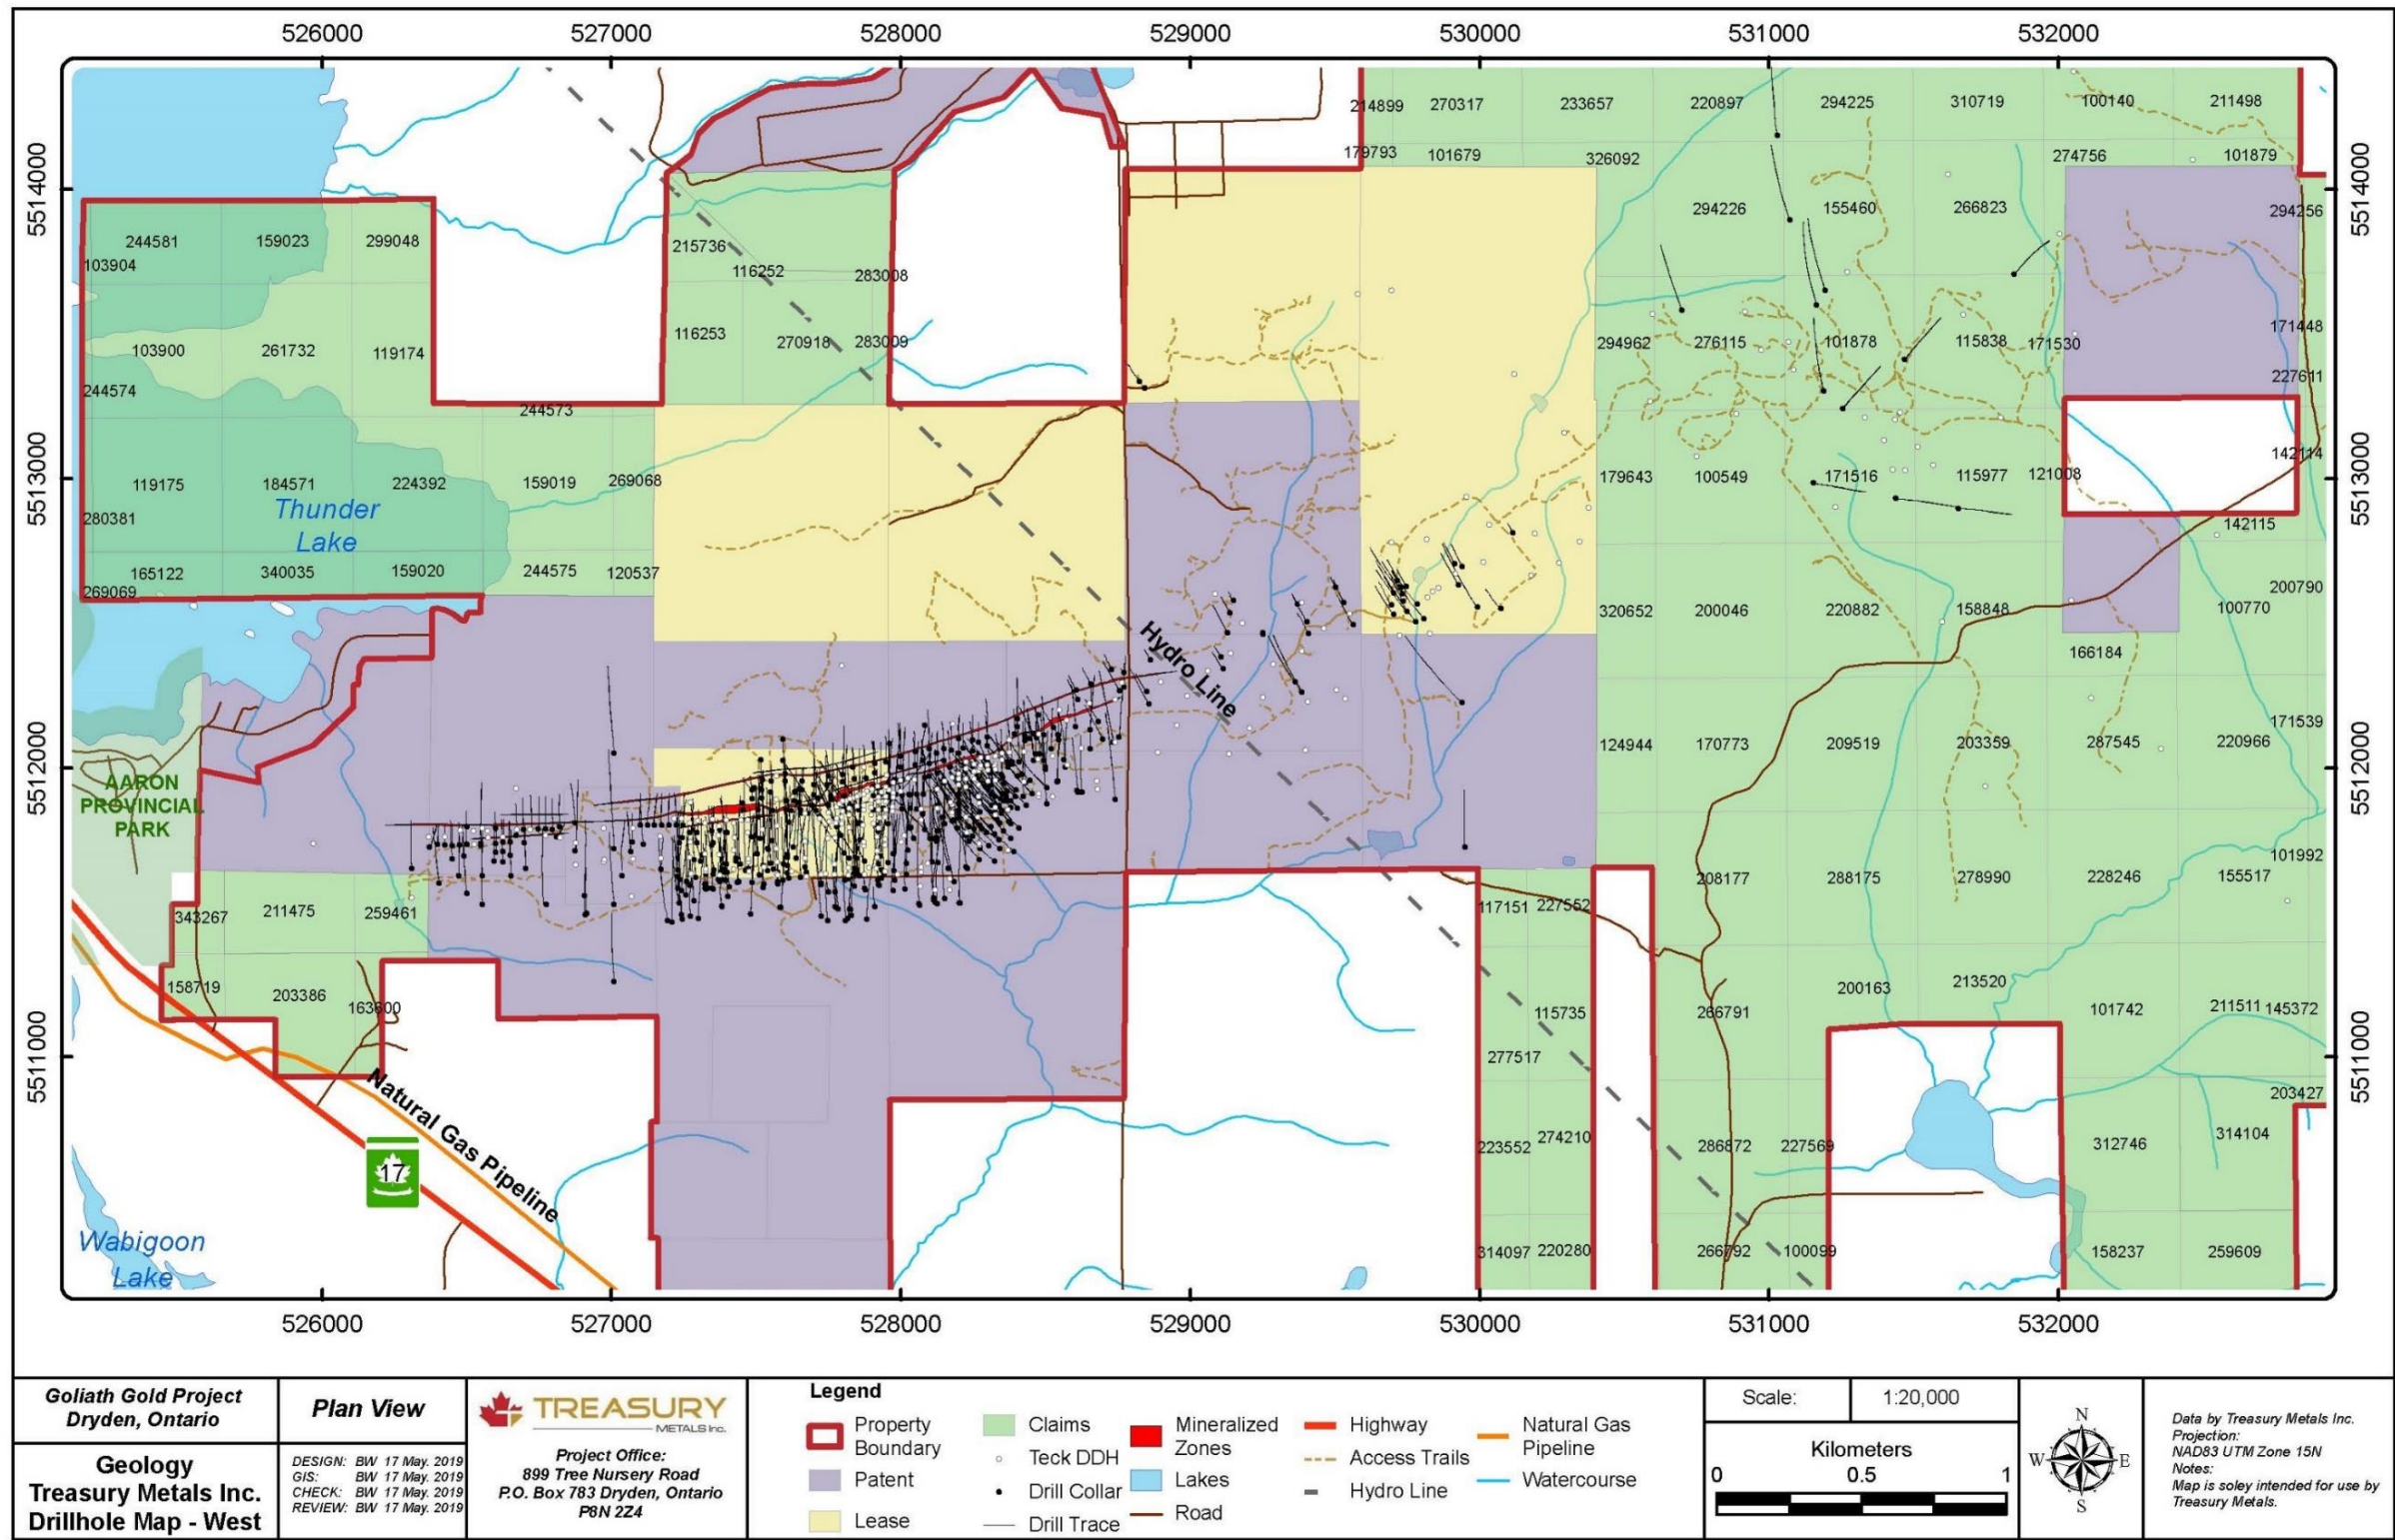 526000 527000 528000 529000 530000 531000 532000
214899 270317 233657 220897 294225 310719 100140 211498
179793 101679 326092 274756 101879
5514000 5514000
294226 155460 266823 294256
244581 159023 299048 215736
103904 116252 283008
171448
103900 261732 119174 116253 270918 283009 294962 276115 101878 115838 171530
227611
244574
244573
142114
119175 184571 224392 159019 269068 179643 100549 171516 115977 121008
5513000 5513000
Thunder
Lake
280381 142115
165122 340035 159020 244575 120537
269069 200790
320652 200046 220882 158848 100770
Hydro Line
166184
171539
124944 170773 209519 203359 287545 220966
5512000 5512000
AARON
PROVINCIAL
PARK
101992
208177 288175 278990 228246 155517
343267 211475 259461 117151 227552
158719 203386 163600 200163 213520
115735 266791 101742 211511 145372
5511000 5511000
277517
203427
Natural Gas Pipeline
17
223552 274210 286872 227569 312746 314104
Wabigoon
Lake
314097 220280 266792 100099 158237 259609
526000 527000 528000 529000 530000 531000 532000
Goliath Gold Project
Dryden, Ontario
Geology
Treasury Metals Inc.
Drillhole Map - West
Plan View
DESIGN: BW 17 May. 2019
GIS: BW 17 May. 2019
CHECK: BW 17 May. 2019
REVIEW: BW 17 May. 2019
TREASURY
METALS Inc.
Project Office:
899 Tree Nursery Road
P.O. Box 783 Dryden, Ontario
P8N 2Z4
Legend
Property
Boundary
Patent
Lease
Claims
Teck DDH
Drill Collar
Drill Trace
Mineralized
Zones
Lakes
Road
Highway
Access Trails
Hydro Line
Natural Gas
Pipeline
Watercourse
Scale: 1:20,000
Kilometers
0 0.5 1
N
W E
S
Data by Treasury Metals Inc.
Projection:
NAD83 UTM Zone 15N
Notes:
Map is soley intended for use by
Treasury Metals.